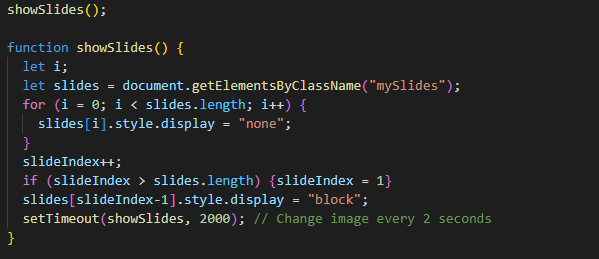 showSlides();

function showSlides() {
  let i;
  let slides = document.getElementsByClassName("mySlides");
  for (i = 0; i < slides.length; i++) {
    slides[i].style.display = "none";
  }
  slideIndex++;
  if (slideIndex > slides.length) {slideIndex = 1}
  slides[slideIndex-1].style.display = "block";
  setTimeout(showSlides, 2000); // Change image every 2 seconds
}